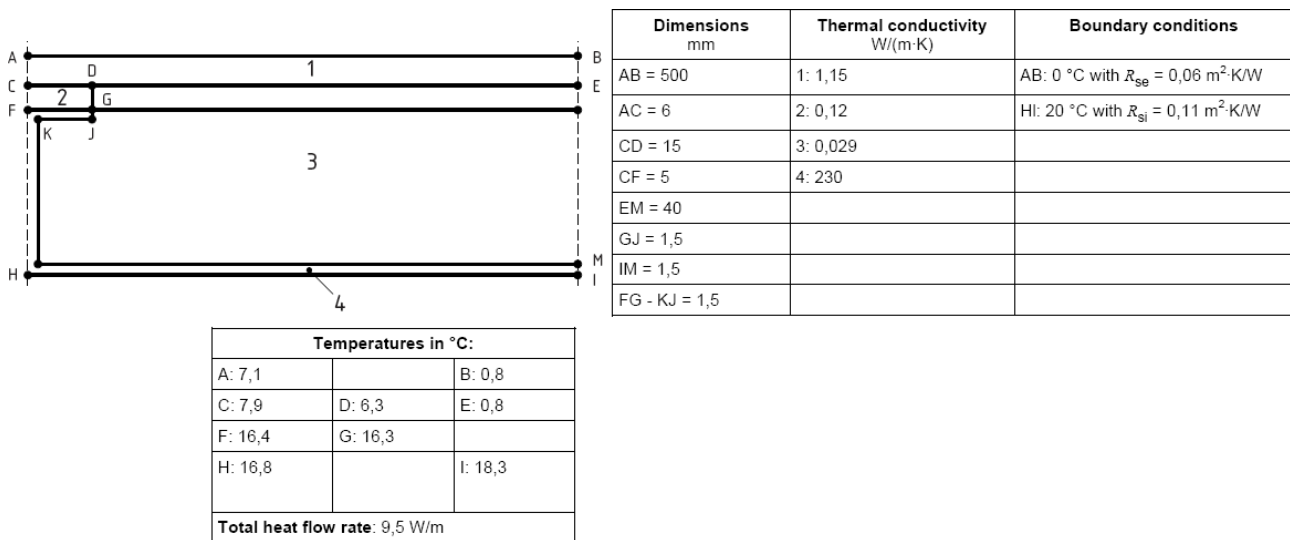 A
B
C
D
1
E
2
G
F
K
J
3
H
M
I
4
Dimensions
mm
Thermal conductivity
W/(m·K)
Boundary conditions
AB = 500
1: 1,15
AB: 0 °C with Rse = 0,06 m²·K/W
AC = 6
2: 0,12
HI: 20 °C with Rsi = 0,11 m²·K/W
CD = 15
3: 0,029
CF = 5
4: 230
EM = 40
GJ = 1,5
IM = 1,5
FG - KJ = 1,5
Temperatures in °C:
A: 7,1
B: 0,8
C: 7,9
D: 6,3
E: 0,8
F: 16,4
G: 16,3
H: 16,8
I: 18,3
Total heat flow rate: 9,5 W/m